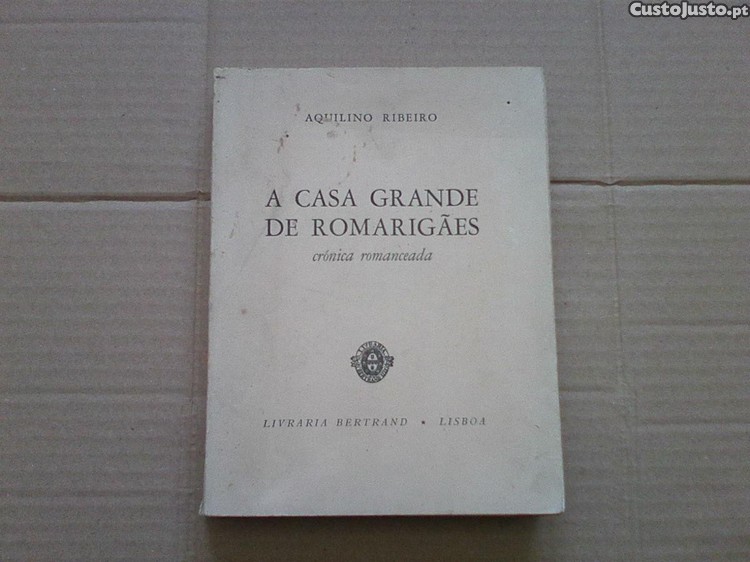 CustoJusto.pt
AQUILINO RIBEIRO
A CASA GRANDE
DE ROMARIGÃES
crónica romanceada
LIVRARIA BERTRAND ★ LISBOA